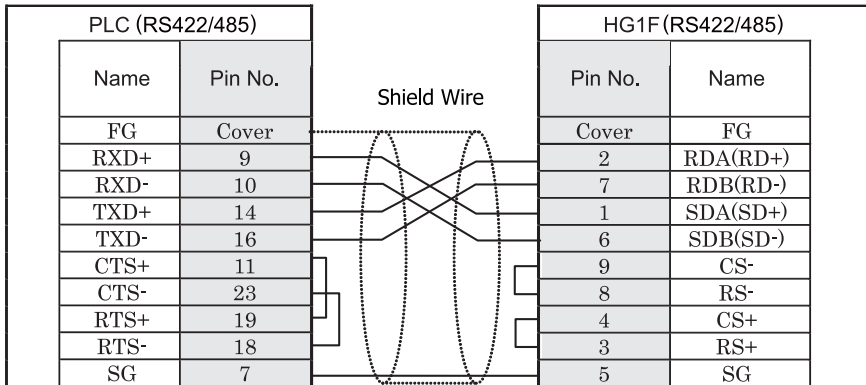 PLC (RS422/485) HG1F(RS422/485)
Name Pin No. Shield Wire Pin No. Name
FG Cover Cover FG
RXD+ 9 2 RDA(RD+)
RXD- 10 7 RDB(RD-)
TXD+ 14 1 SDA(SD+)
TXD- 16 6 SDB(SD-)
CTS+ 11 9 CS-
CTS- 23 8 RS-
RTS+ 19 4 CS+
RTS- 18 3 RS+
SG 7 5 SG